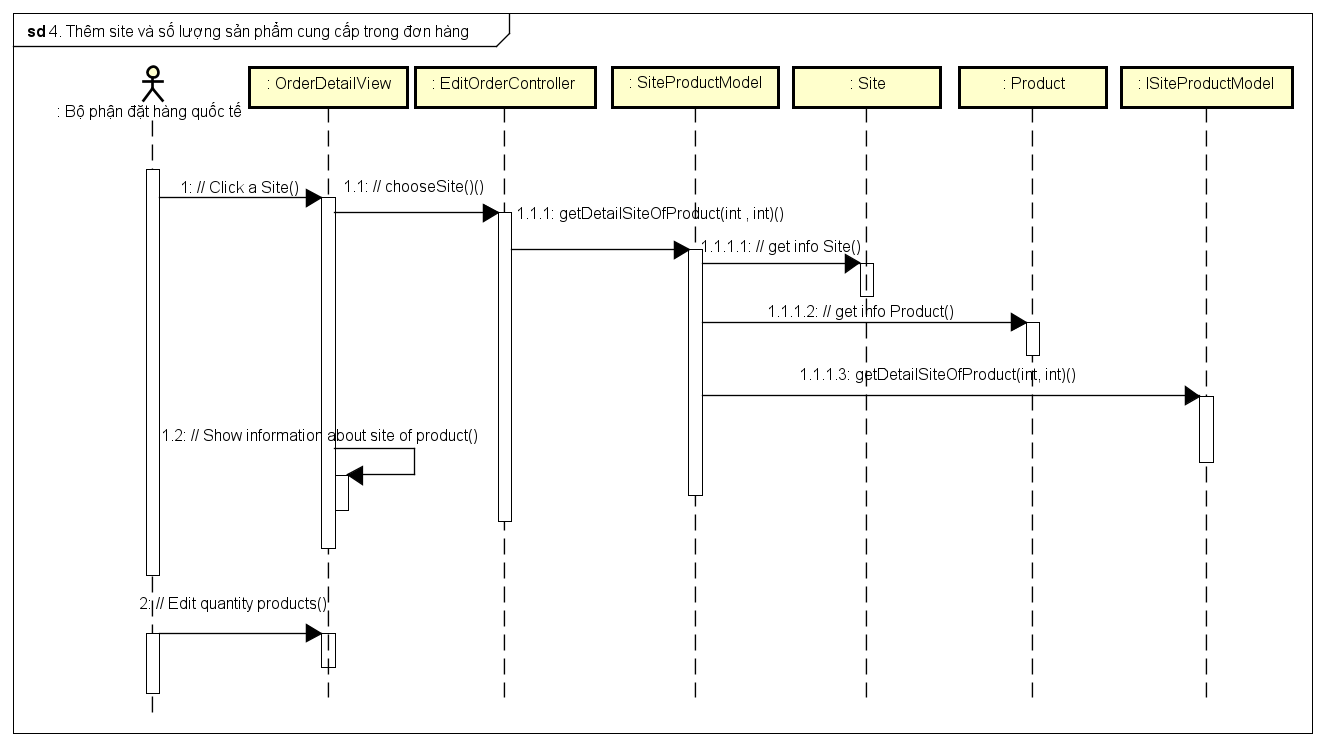 sd 4. Thêm site và số lượng sản phẩm cung cấp trong đơn hàng
: Bộ phận đặt hàng quốc tế
: OrderDetailView
: EditOrderController
: SiteProductModel
: Site
: Product
: ISiteProductModel
1: // Click a Site()
1.1: // chooseSite()()
1.1.1: getDetailSiteOfProduct(int , int)()
1.1.1.1: // get info Site()
1.1.1.2: // get info Product()
1.1.1.3: getDetailSiteOfProduct(int, int)()
1.2: // Show information about site of product()
2: // Edit quantity products()